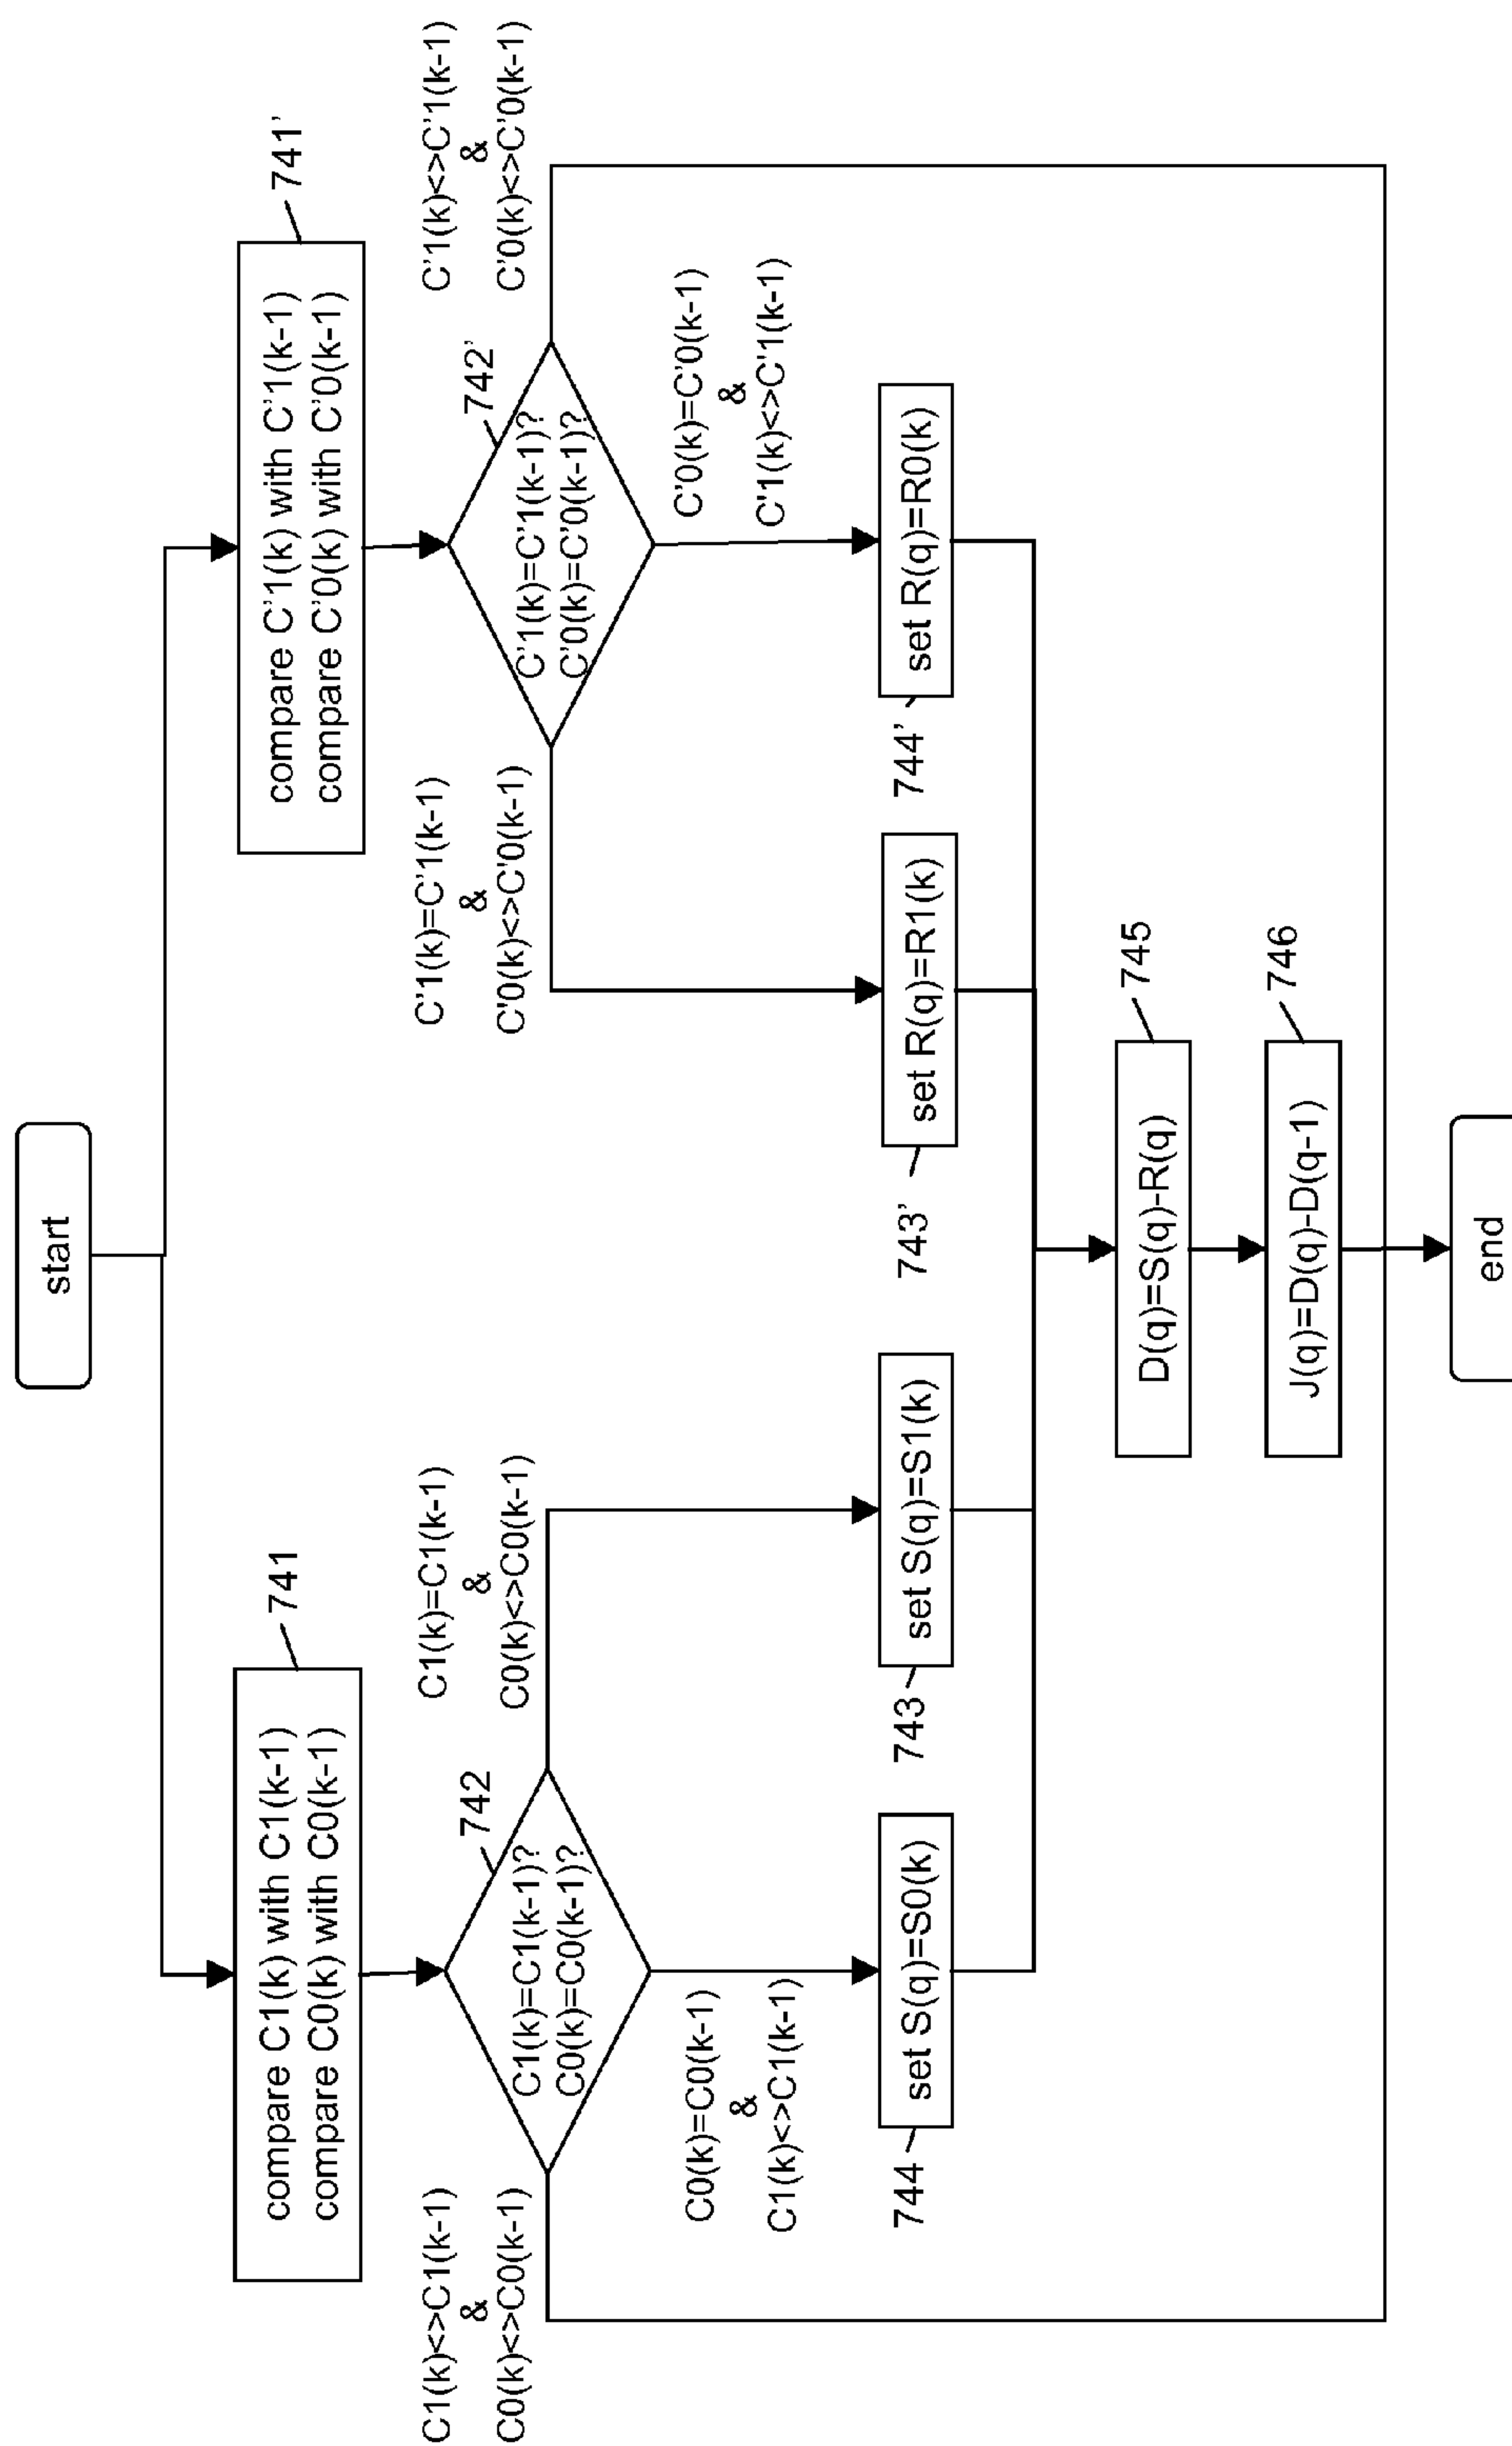 start
741
741'
compare C1(k) with C1(k-1)
compare C0(k) with C0(k-1)
compare C'1(k) with C'1(k-1)
compare C'0(k) with C'0(k-1)
C1(k)<>C1(k-1)
&
C0(k)<>C0(k-1)
742
C1(k)=C1(k-1)?
C0(k)=C0(k-1)?
C1(k)=C1(k-1)
&
C0(k)<>C0(k-1)
C'1(k)=C'1(k-1)
&
C'0(k)<>C'0(k-1)
742'
C'1(k)=C'1(k-1)?
C'0(k)=C'0(k-1)?
C'1(k)<>C'1(k-1)
&
C'0(k)<>C'0(k-1)
C0(k)=C0(k-1)
&
C1(k)<>C1(k-1)
C'0(k)=C'0(k-1)
&
C'1(k)<>C'1(k-1)
744
set S(q)=S0(k)
743
set S(q)=S1(k)
743'
set R(q)=R1(k)
744'
set R(q)=R0(k)
745
D(q)=S(q)-R(q)
746
J(q)=D(q)-D(q-1)
end